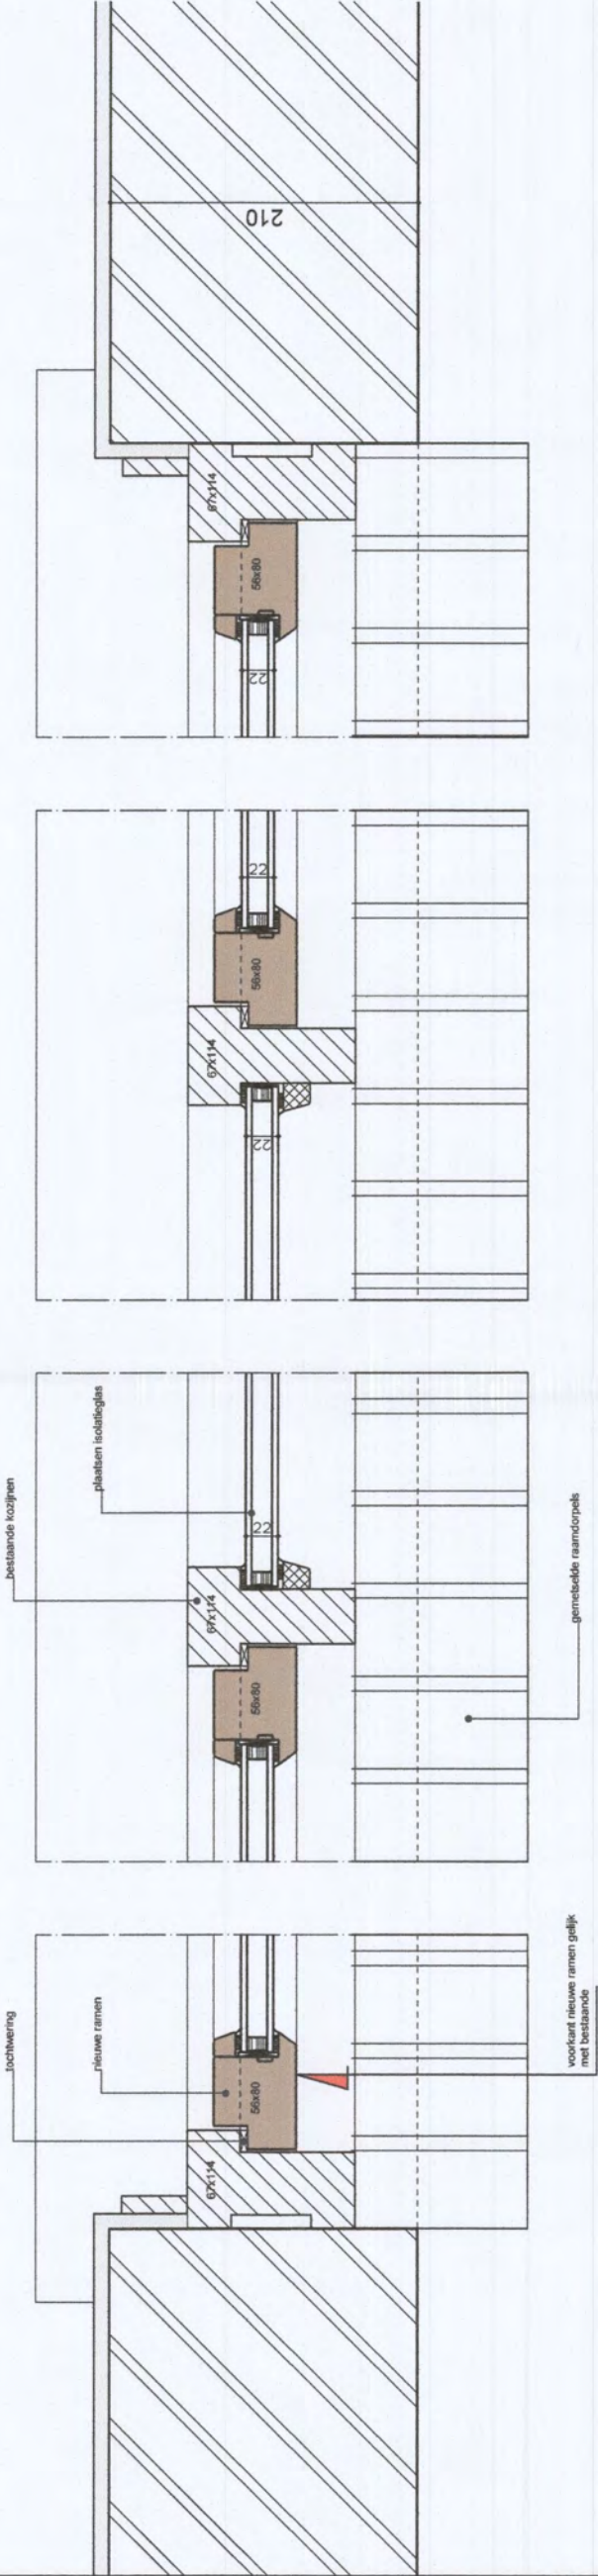 tochtwering
nieuwe ramen
67x114
56x80
voorkant nieuwe ramen gelijk
met bestaande
bestaande kozijnen
plaatsen isolatieglas
67x114
56x80
22
gemetselde raamdorpels
67x114
56x80
22
22
67x114
56x80
22
210